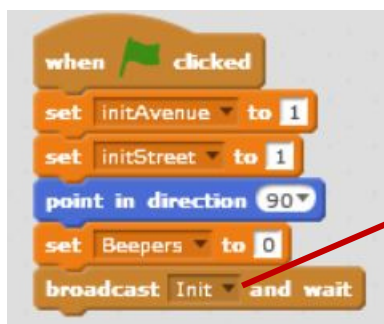 when clicked
set initAvenue to 1
set initStreet to 1
point in direction 90
set Beepers to 0
broadcast Init and wait